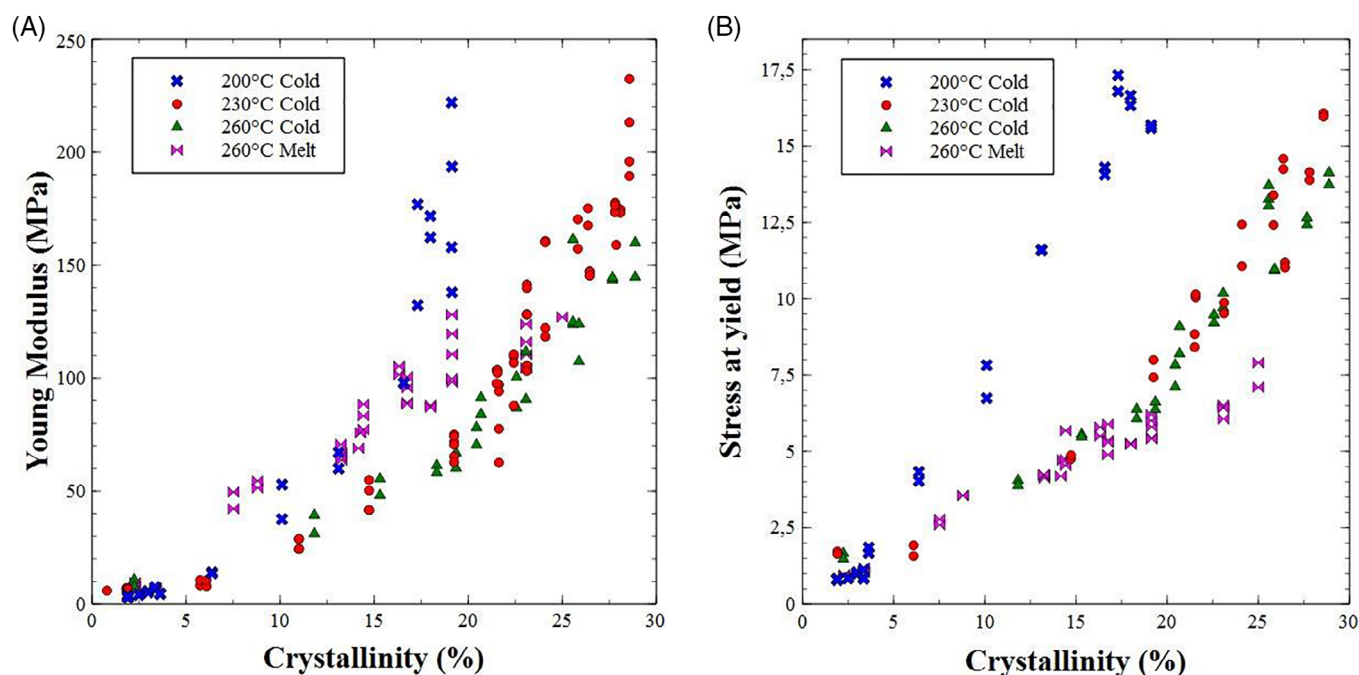 (A)
250
200
150
100
50
0
Young Modulus (MPa)
200°C Cold
230°C Cold
260°C Cold
260°C Melt
0 5 10 15 20 25 30
Crystallinity (%)
(B)
17,5
15
12,5
10
7,5
5
2,5
0
Stress at yield (MPa)
200°C Cold
230°C Cold
260°C Cold
260°C Melt
0 5 10 15 20 25 30
Crystallinity (%)